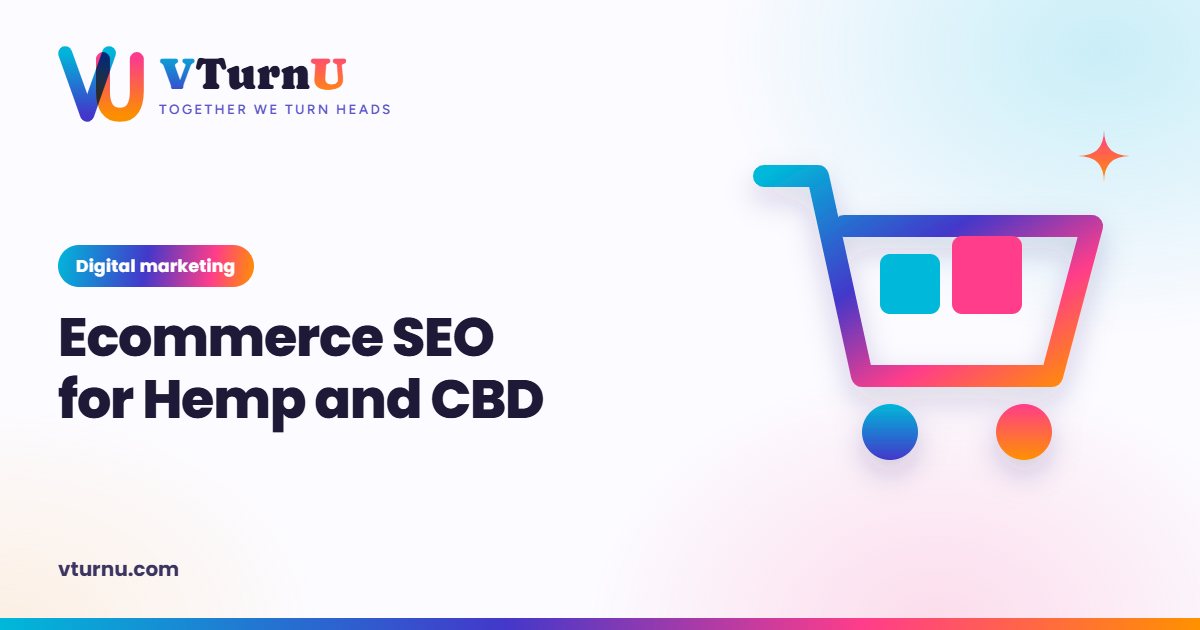 VTurnU
TOGETHER WE TURN HEADS
Digital marketing
Ecommerce SEO
for Hemp and CBD
vturnu.com